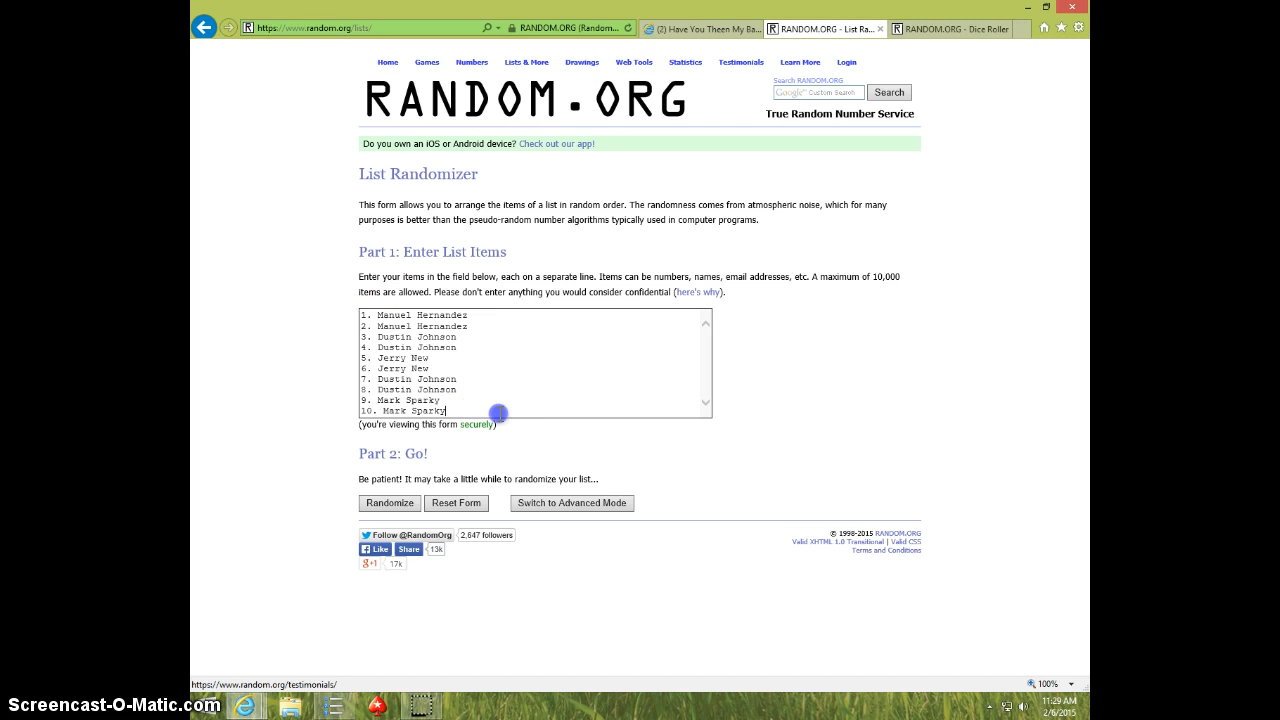 https://www.random.org/lists/
RANDOM.ORG (Random...
(2) Have You Theen My Ba...
RANDOM.ORG - List Ra...
RANDOM.ORG - Dice Roller
Home Games Numbers Lists & More Drawings Web Tools Statistics Testimonials Learn More Login
RANDOM.ORG
Search RANDOM.ORG
Google™ Custom Search
Search
True Random Number Service
Do you own an iOS or Android device? Check out our app!
List Randomizer
This form allows you to arrange the items of a list in random order. The randomness comes from atmospheric noise, which for many
purposes is better than the pseudo-random number algorithms typically used in computer programs.
Part 1: Enter List Items
Enter your items in the field below, each on a separate line. Items can be numbers, names, email addresses, etc. A maximum of 10,000
items are allowed. Please don't enter anything you would consider confidential (here's why).
1. Manuel Hernandez
2. Manuel Hernandez
3. Dustin Johnson
4. Dustin Johnson
5. Jerry New
6. Jerry New
7. Dustin Johnson
8. Dustin Johnson
9. Mark Sparky
10. Mark Sparky
(you're viewing this form securely)
Part 2: Go!
Be patient! It may take a little while to randomize your list...
Randomize Reset Form Switch to Advanced Mode
Follow @RandomOrg 2,647 followers
Like Share 13k
g+1 17k
© 1998-2015 RANDOM.ORG
Valid XHTML 1.0 Transitional | Valid CSS
Terms and Conditions
https://www.random.org/testimonials/
100%
11:29 AM
2/6/2015
Screencast-O-Matic.com